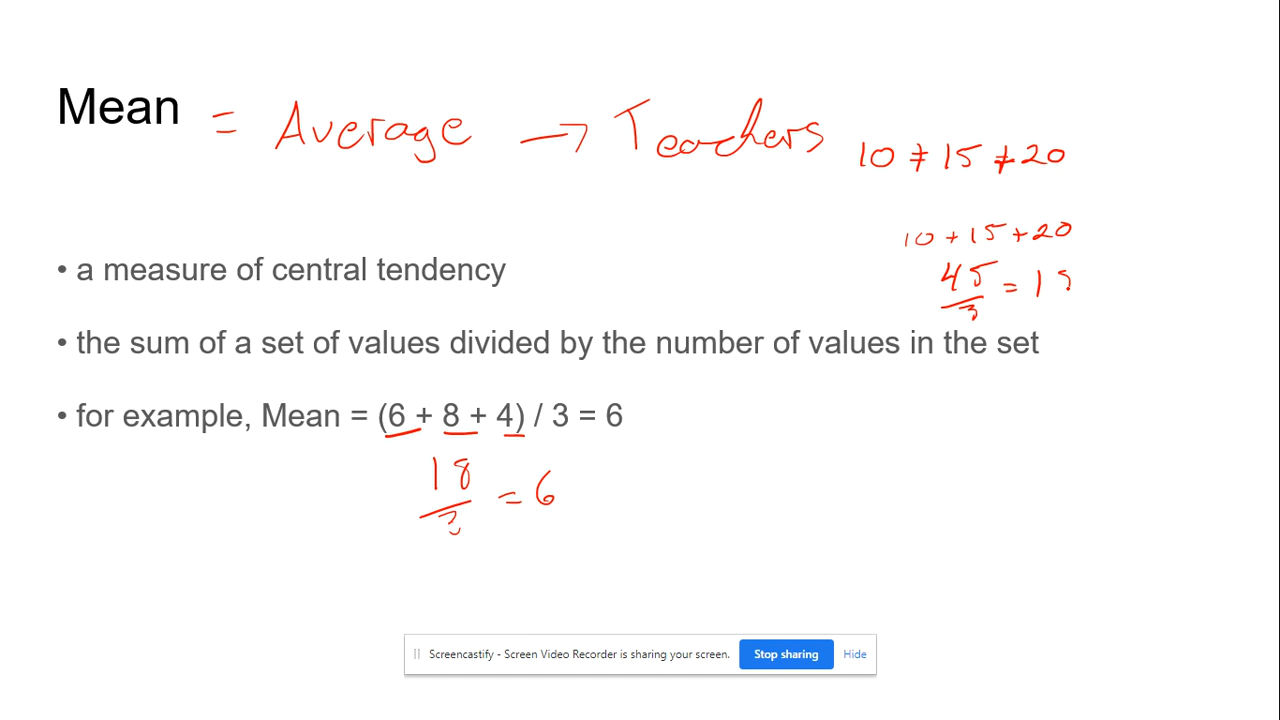 Mean = Average → Teachers
10 + 15 + 20
10 + 15 + 20
• a measure of central tendency
45
/3 = 15
• the sum of a set of values divided by the number of values in the set
• for example, Mean = (6 + 8 + 4) / 3 = 6
18
/3 = 6
Screencastify - Screen Video Recorder is sharing your screen. Stop sharing Hide